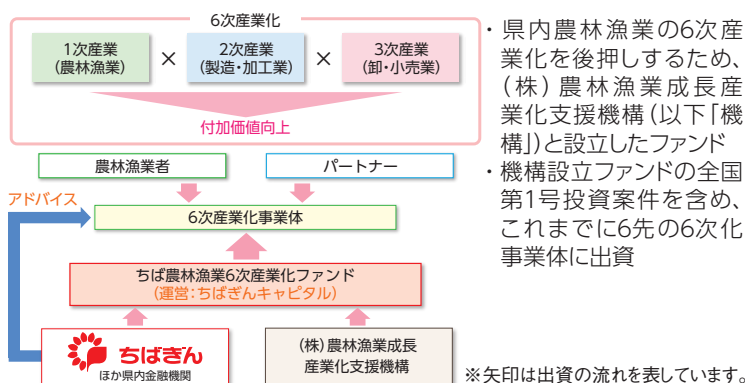 6次産業化
1次産業
(農林漁業)
×
2次産業
(製造・加工業)
×
3次産業
(卸・小売業)
付加価値向上
農林漁業者
パートナー
アドバイス
6次産業化事業体
ちば農林漁業6次産業化ファンド
(運営:ちばぎんキャピタル)
ちばぎん
ほか県内金融機関
(株)農林漁業成長
産業化支援機構
・県内農林漁業の6次産
業化を後押しするため、
(株)農林漁業成長産
業化支援機構(以下「機
構」)と設立したファンド
・機構設立ファンドの全国
第1号投資案件を含め、
これまでに6先の6次化
事業体に出資
※矢印は出資の流れを表しています。